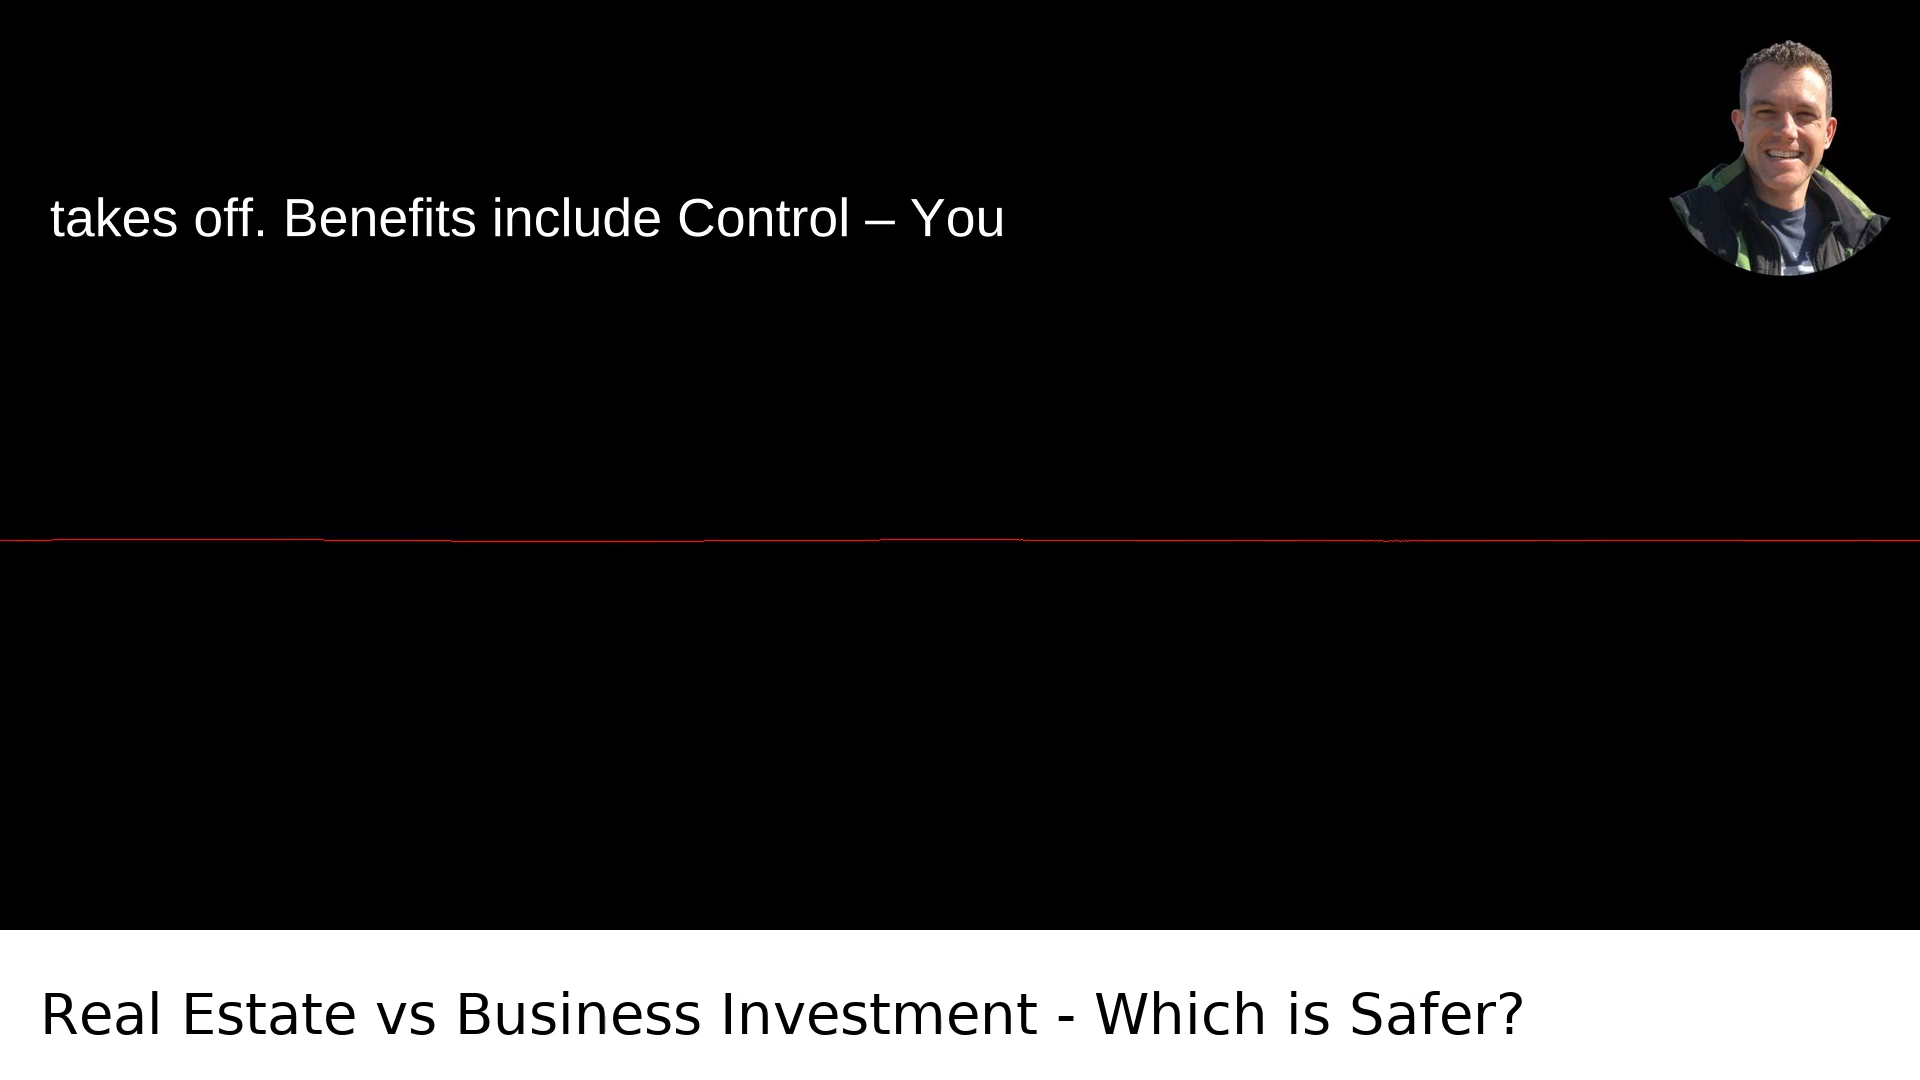 takes off. Benefits include Control – You
Real Estate vs Business Investment - Which is Safer?